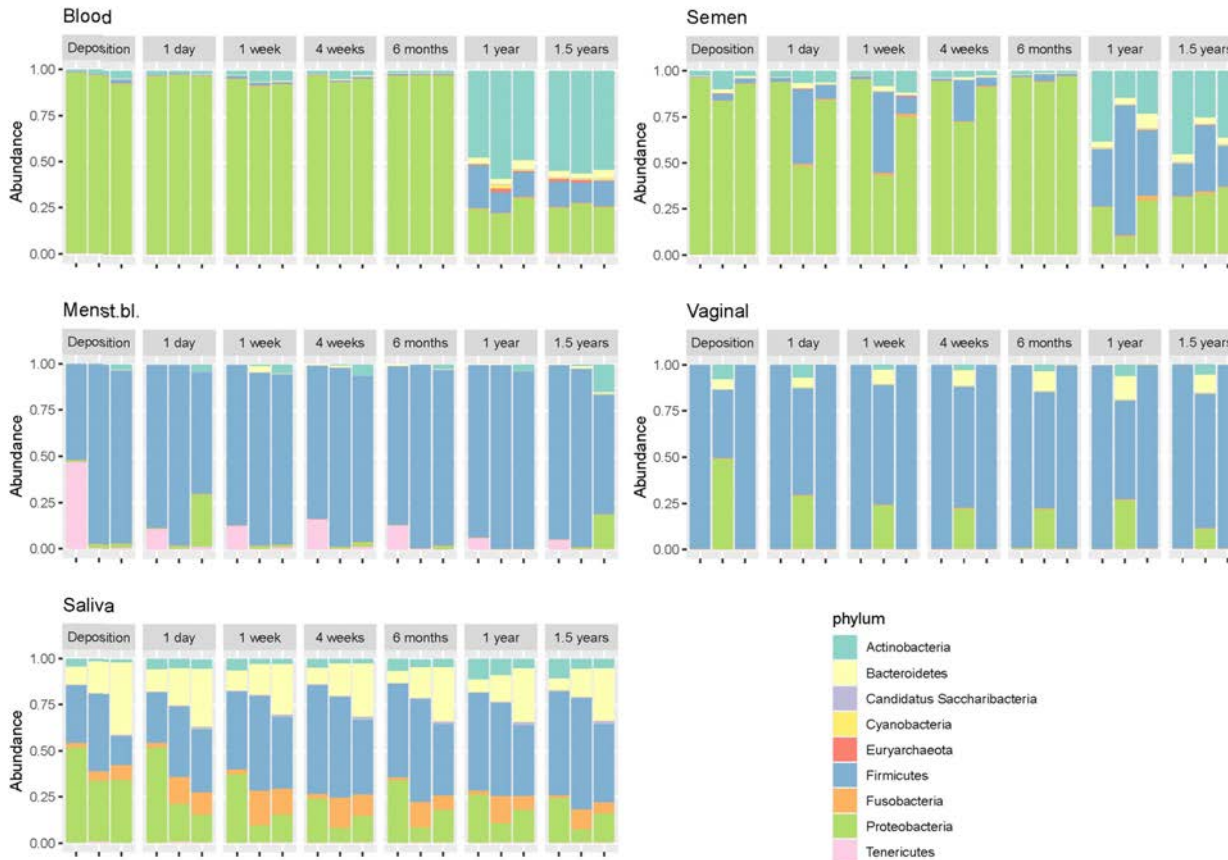 Blood
Deposition 1 day 1 week 4 weeks 6 months 1 year 1.5 years
Abundance
1.00
0.75
0.50
0.25
0.00
Semen
Deposition 1 day 1 week 4 weeks 6 months 1 year 1.5 years
Abundance
1.00
0.75
0.50
0.25
0.00
Menst.bl.
Deposition 1 day 1 week 4 weeks 6 months 1 year 1.5 years
Abundance
1.00
0.75
0.50
0.25
0.00
Vaginal
Deposition 1 day 1 week 4 weeks 6 months 1 year 1.5 years
Abundance
1.00
0.75
0.50
0.25
0.00
Saliva
Deposition 1 day 1 week 4 weeks 6 months 1 year 1.5 years
Abundance
1.00
0.75
0.50
0.25
0.00
phylum
Actinobacteria
Bacteroidetes
Candidatus Saccharibacteria
Cyanobacteria
Euryarchaeota
Firmicutes
Fusobacteria
Proteobacteria
Tenericutes